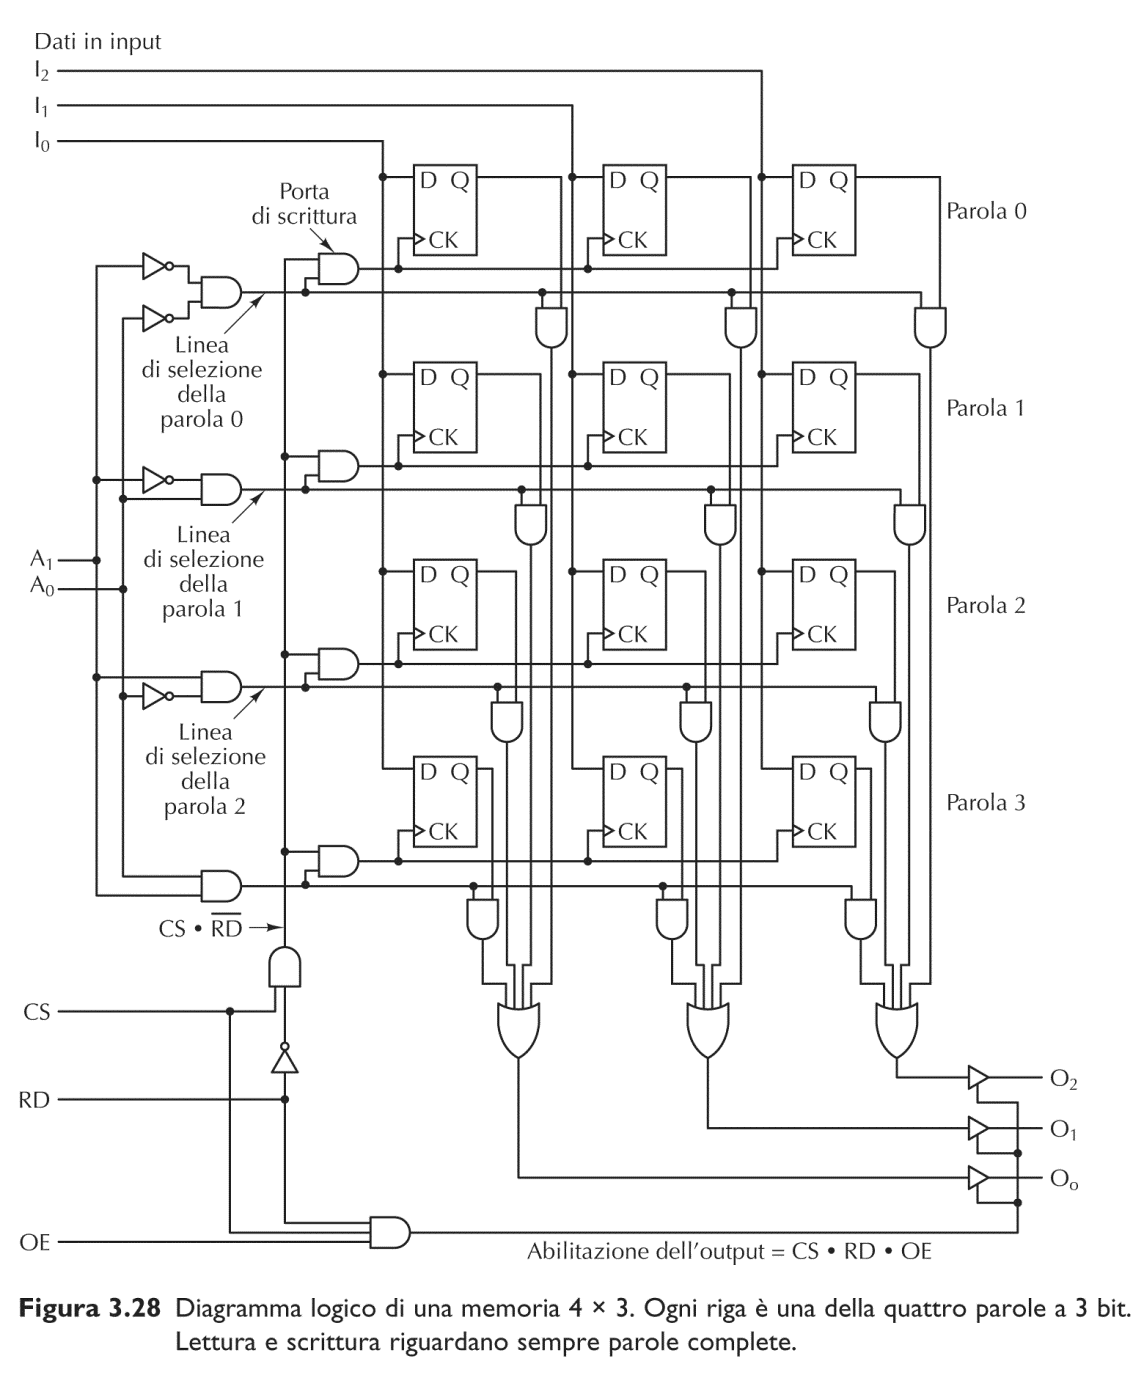 Dati in input
I2
I1
I0
Porta
di scrittura
D Q
CK
D Q
CK
D Q
CK
Parola 0
Linea
di selezione
della
parola 0
D Q
CK
D Q
CK
D Q
CK
Parola 1
A1
A0
Linea
di selezione
della
parola 1
D Q
CK
D Q
CK
D Q
CK
Parola 2
Linea
di selezione
della
parola 2
D Q
CK
D Q
CK
D Q
CK
Parola 3
CS • R̅D̅
CS
RD
O2
O1
Oo
OE
Abilitazione dell'output = CS • RD • OE
Figura 3.28 Diagramma logico di una memoria 4 × 3. Ogni riga è una della quattro parole a 3 bit.
Lettura e scrittura riguardano sempre parole complete.